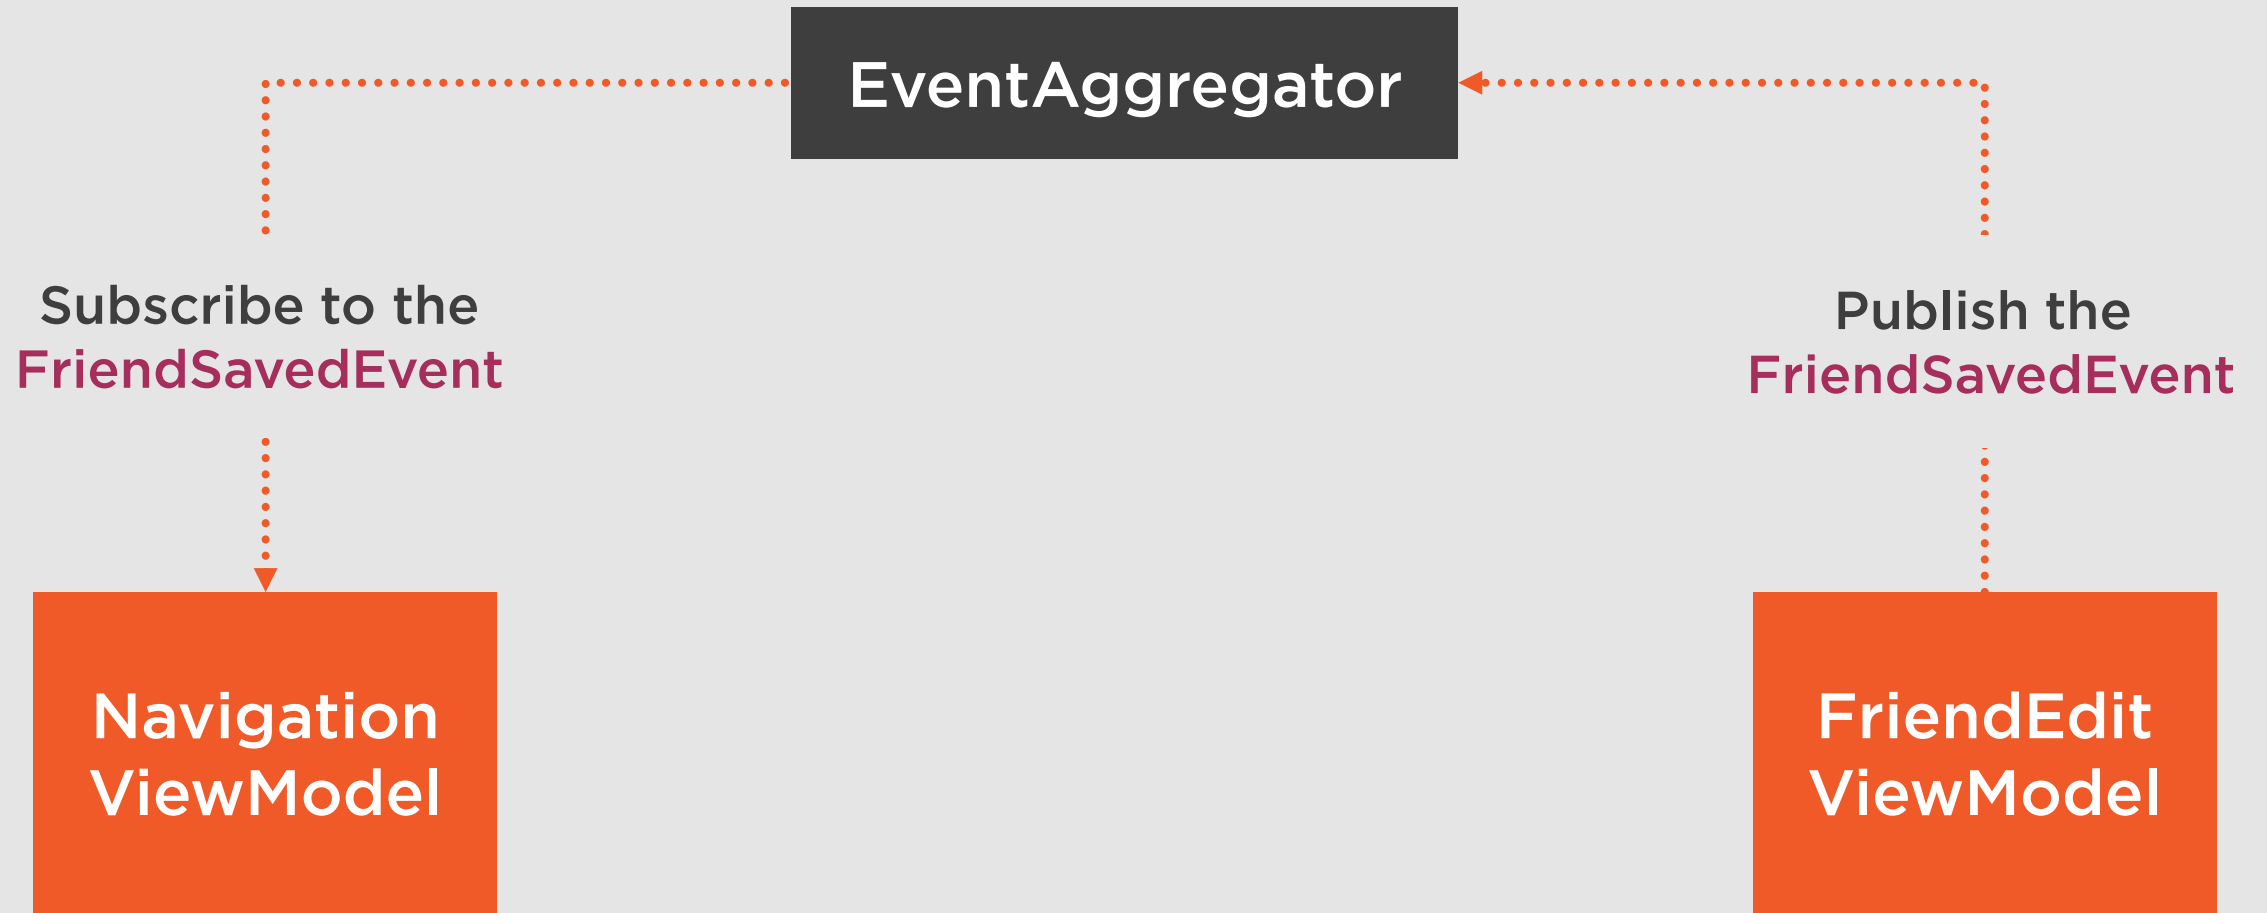 EventAggregator
Subscribe to the
FriendSavedEvent
Publish the
FriendSavedEvent
Navigation
ViewModel
FriendEdit
ViewModel